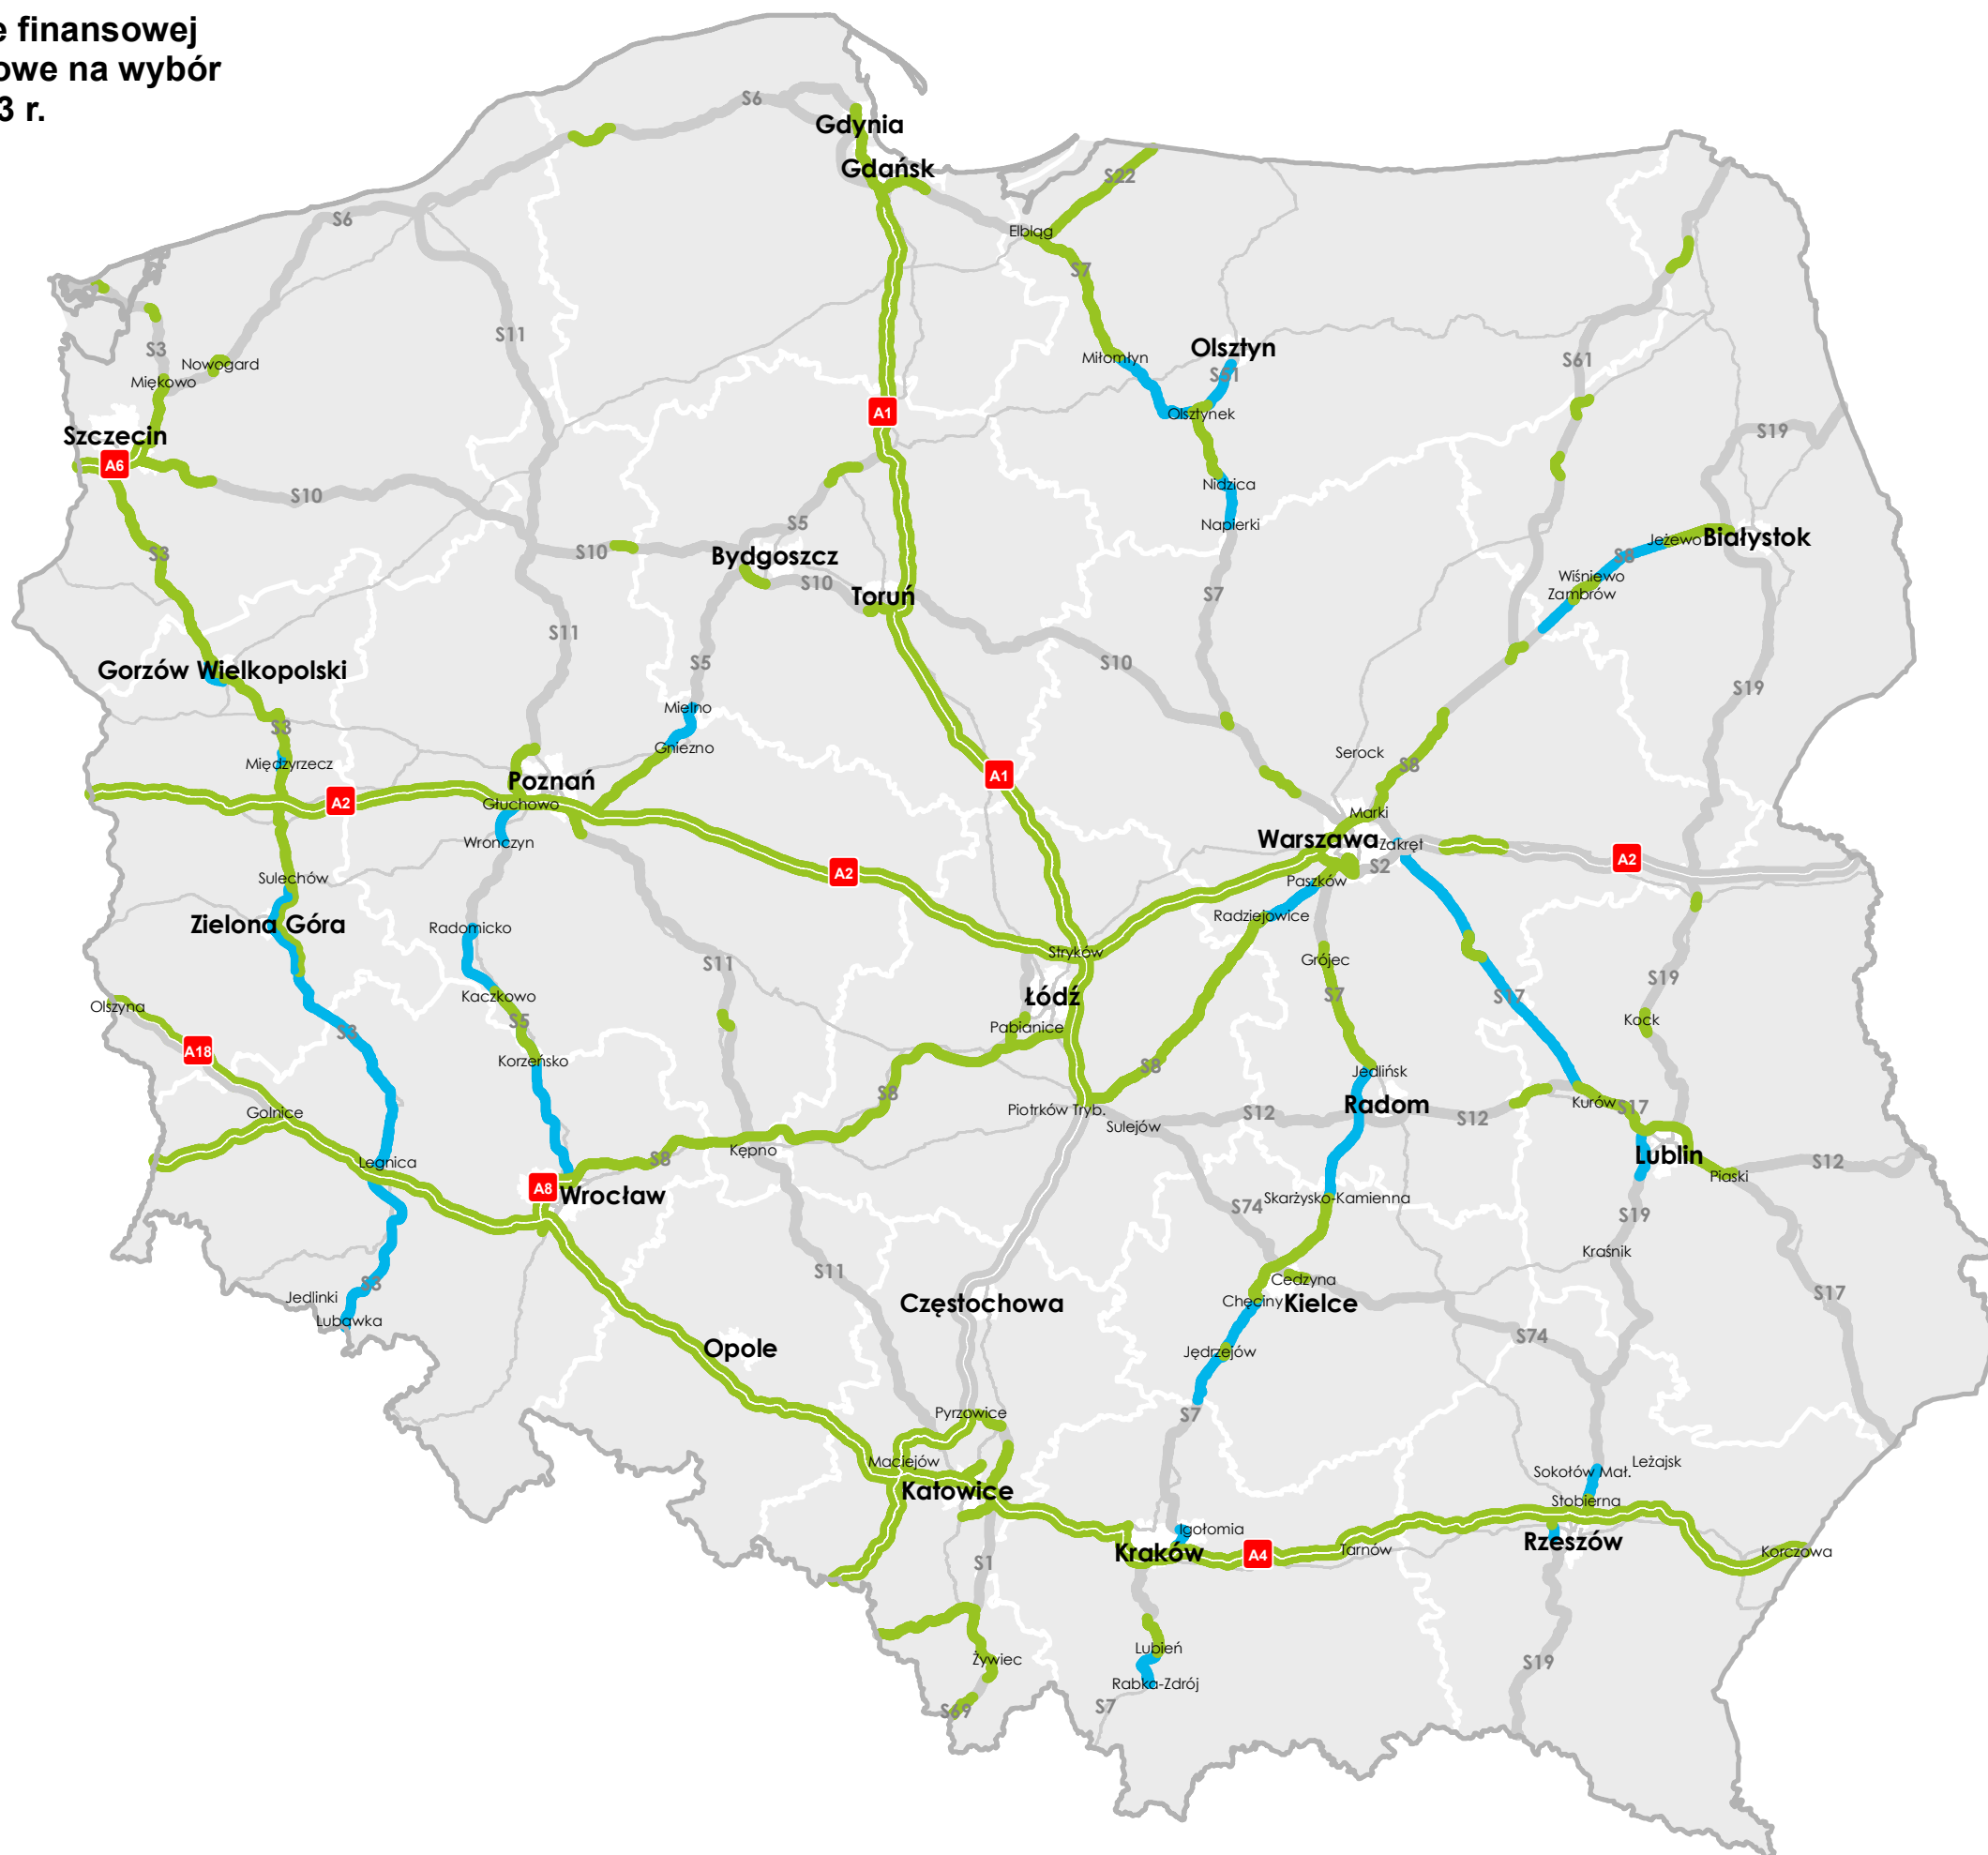 e finansowej
owe na wybór
3 r.
S6
Gdynia
Gdańsk
S22
S6
Elbląg
S7
S11
S3
Nowogard
Miękowo
Miłomłyn
Olsztyn
S51
S61
A1
Olsztynek
Szczecin
A6
S19
S10
Nidzica
S5
Napierki
S3
S10
Bydgoszcz
S10
Jeżewo
Białystok
S8
Wiśniewo
Zambrów
Toruń
S7
S11
Gorzów Wielkopolski
S5
S10
S19
Mielno
S3
Gniezno
Serock
Międzyrzecz
S8
Poznań
A1
A2
Głuchowo
Marki
Wronczyn
Warszawa
Zakręt
A2
S2
A2
Sulechów
Paszków
Zielona Góra
Radomicko
Radziejowice
Stryków
Grójec
S11
S19
Olszyna
Kaczkowo
Łódź
S7
S17
S5
Pabianice
Kock
S3
A18
Korzeńsko
S8
Jedlińsk
S8
Golnice
Piotrków Tryb.
Radom
Kurów
S17
S12
S12
Sulejów
Kępno
Legnica
S8
Lublin
S12
Piaski
A8
Wrocław
Skarżysko-Kamienna
S74
S19
Kraśnik
S11
S3
Cedzyna
Jedlinki
Chęciny
Kielce
Częstochowa
S17
Lubawka
S74
Opole
Jędrzejów
Pyrzowice
S7
Maciejów
Leżajsk
Sokołów Mał.
Katowice
Stobierna
Igołomia
Rzeszów
Kraków
A4
Tarnów
Korczowa
S1
Lubień
Żywiec
S19
Rabka-Zdrój
S69
S7